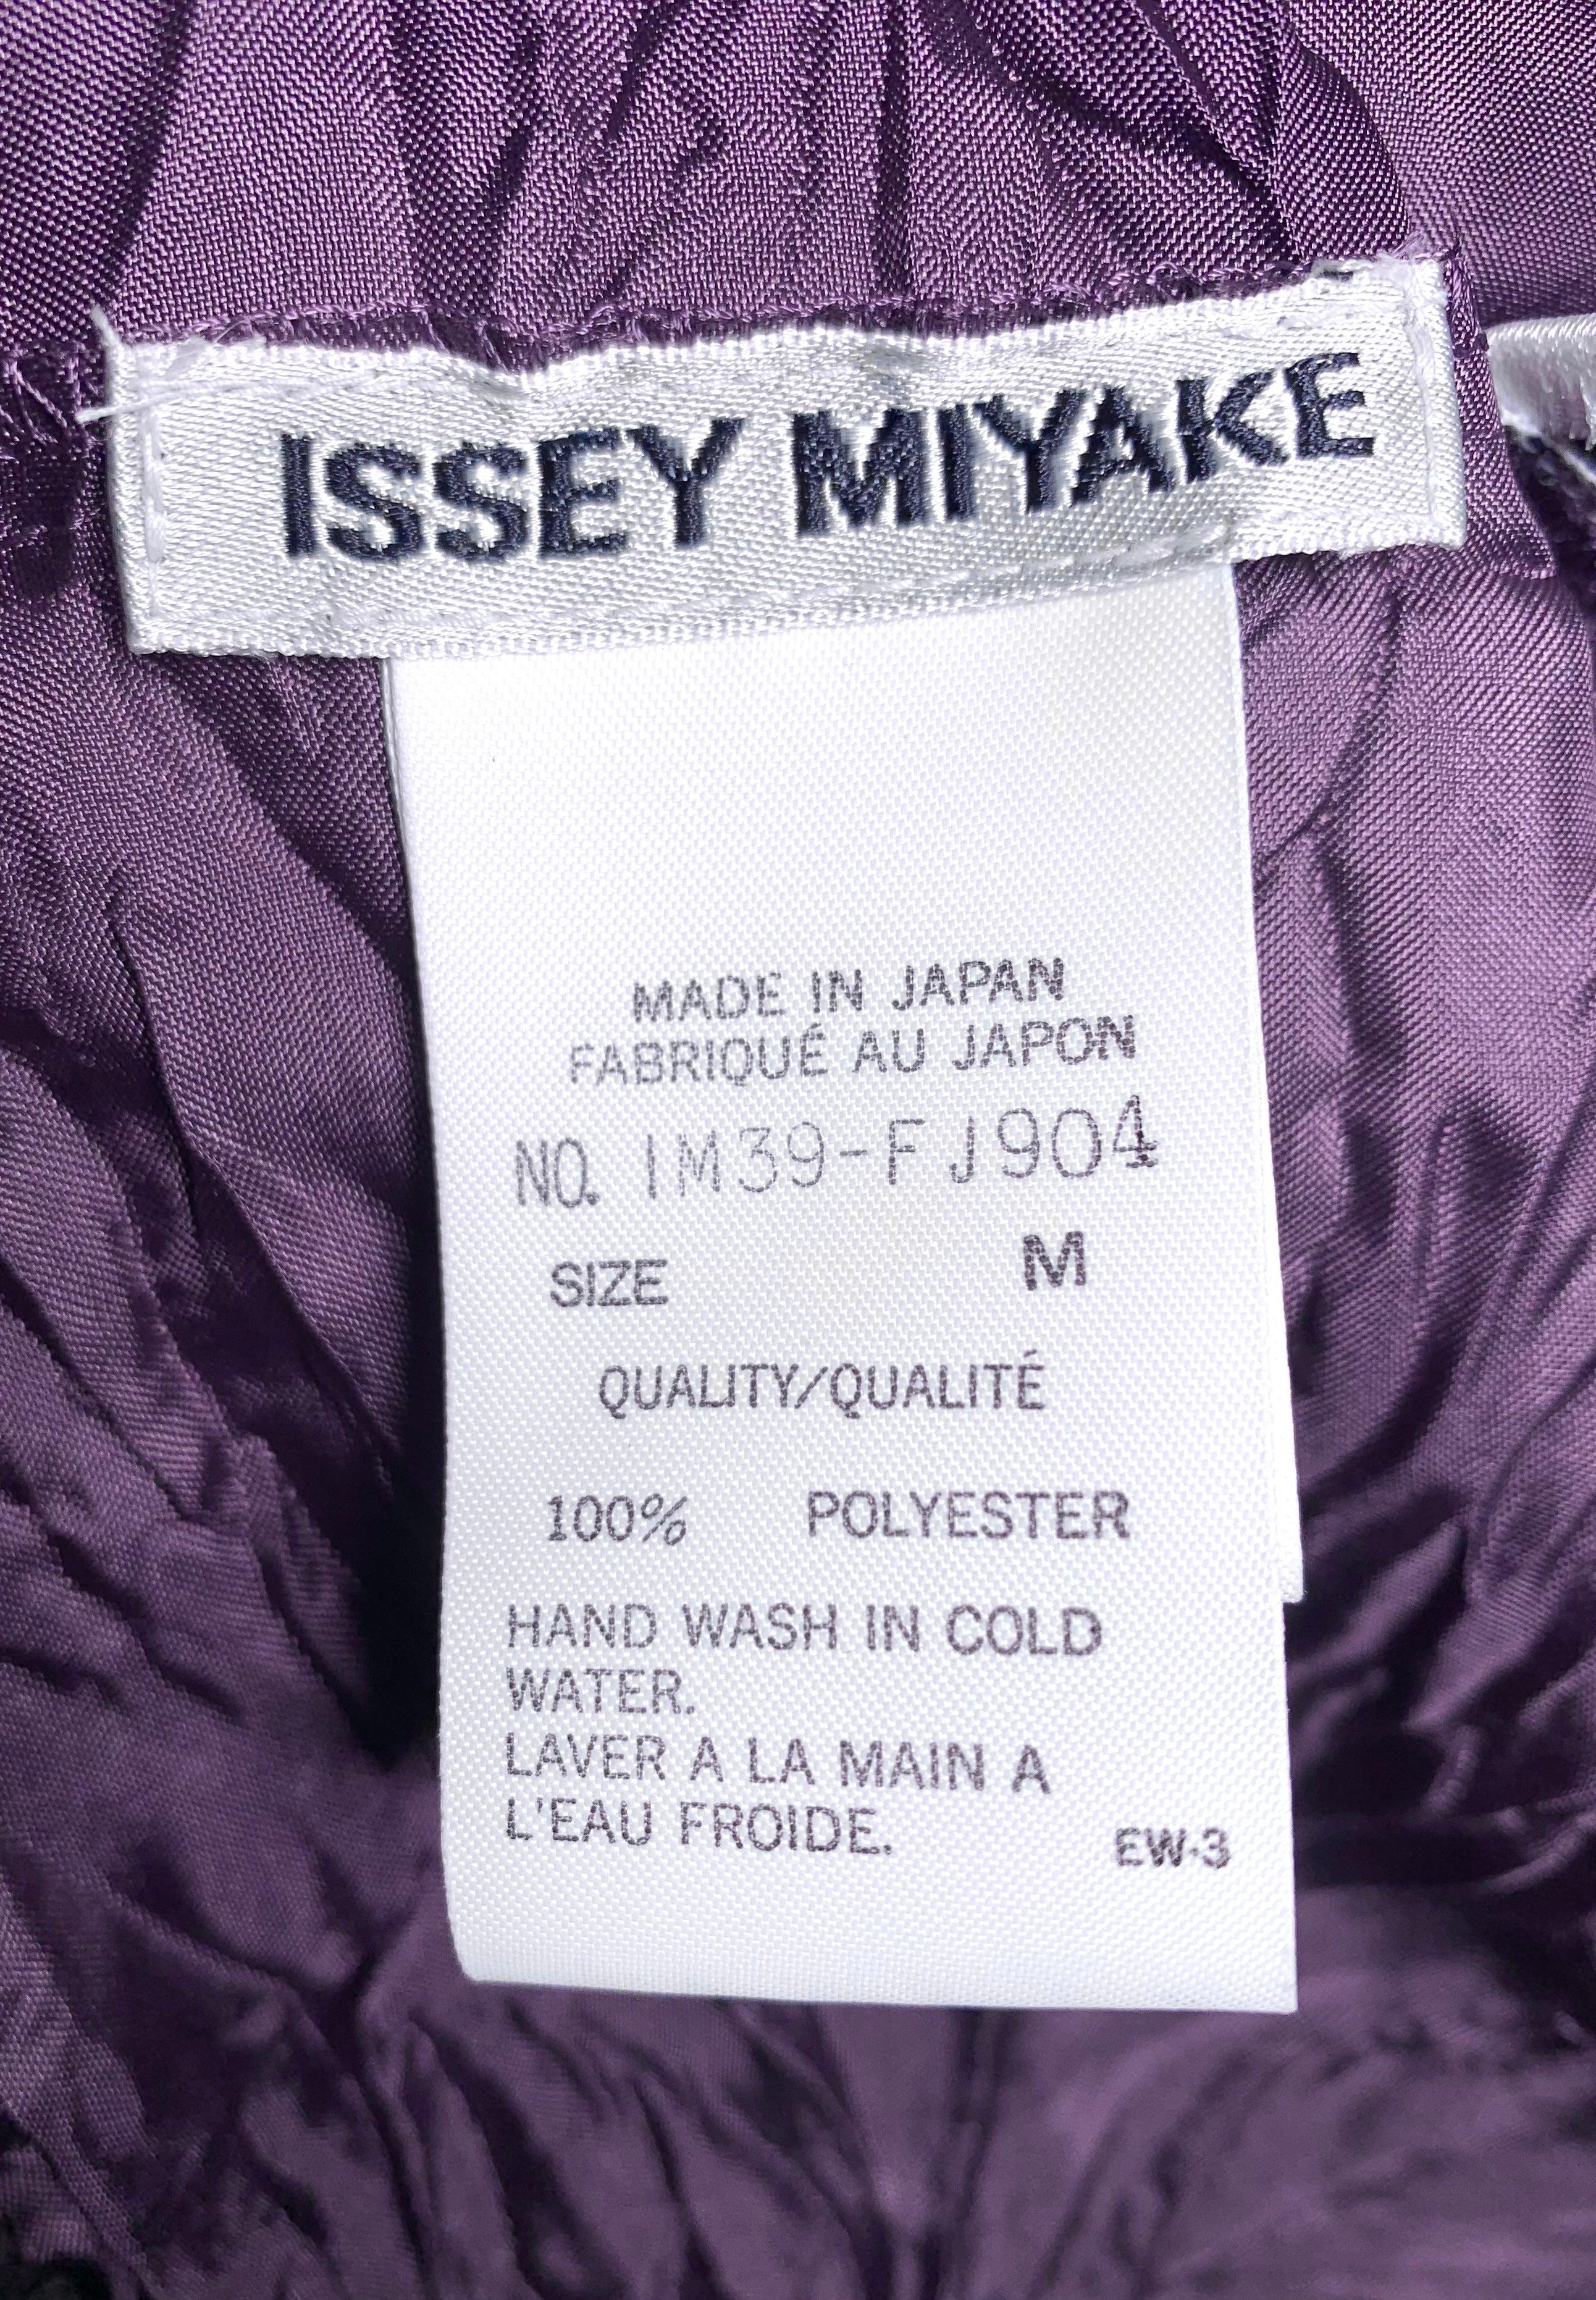 ISSEY MIYAKE
MADE IN JAPAN
FABRIQUÉ AU JAPON
NO. IM39-FJ904
SIZE M
QUALITY/QUALITÉ
100% POLYESTER
HAND WASH IN COLD
WATER.
LAVER A LA MAIN A
L'EAU FROIDE.
EW-3